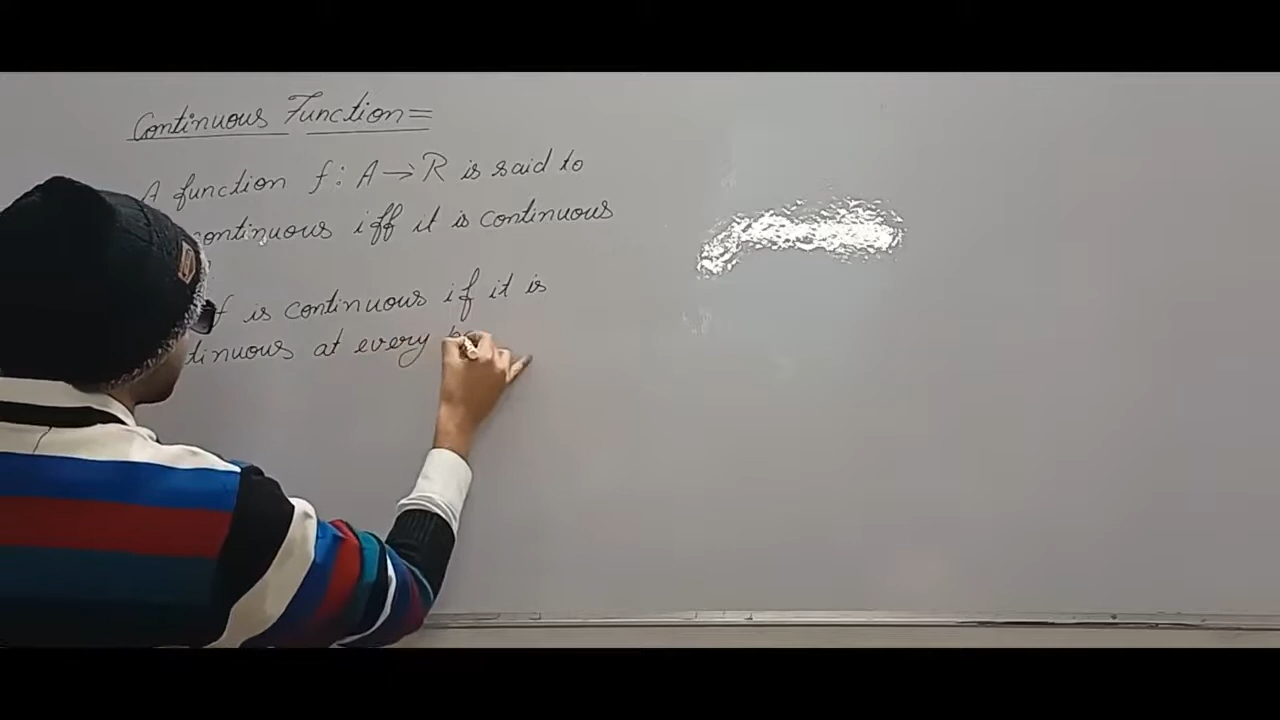 Continuous Function=
A function f: A→R is said to
continuous iff it is continuous
f is continuous if it is
tinuous at every